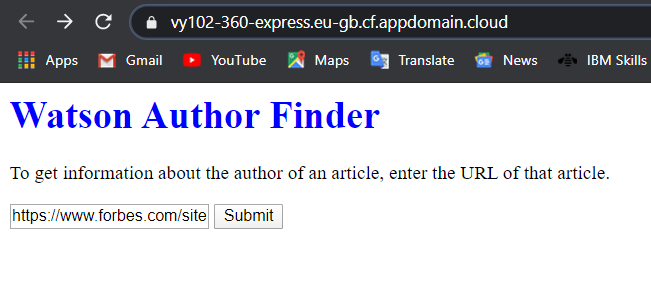 vy102-360-express.eu-gb.cf.appdomain.cloud
Apps Gmail YouTube Maps Translate News IBM Skills
Watson Author Finder
To get information about the author of an article, enter the URL of that article.
https://www.forbes.com/site Submit